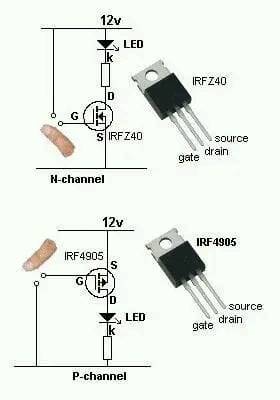 12v
LED
k
IRFZ40
D
G
S
IRFZ40
source
drain
gate
N-channel
12v
IRF4905
S
G
D
IRF4905
LED
k
source
drain
gate
P-channel